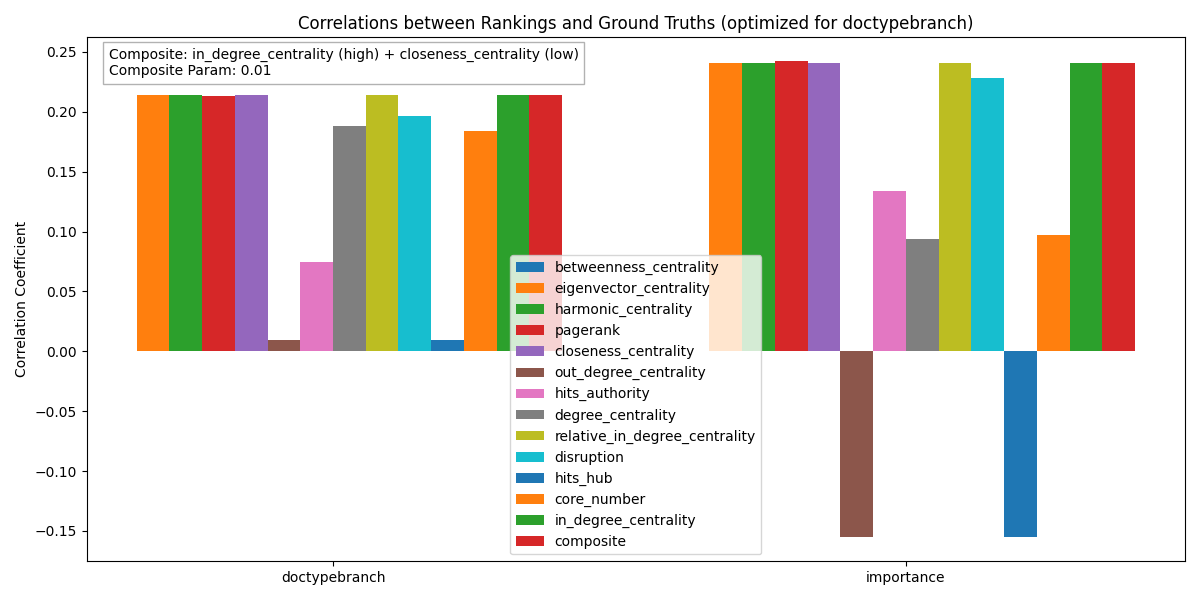 Correlations between Rankings and Ground Truths (optimized for doctypebranch)
Composite: in_degree_centrality (high) + closeness_centrality (low)
Composite Param: 0.01
Correlation Coefficient
0.25
0.20
0.15
0.10
0.05
0.00
−0.05
−0.10
−0.15
betweenness_centrality
eigenvector_centrality
harmonic_centrality
pagerank
closeness_centrality
out_degree_centrality
hits_authority
degree_centrality
relative_in_degree_centrality
disruption
hits_hub
core_number
in_degree_centrality
composite
doctypebranch
importance